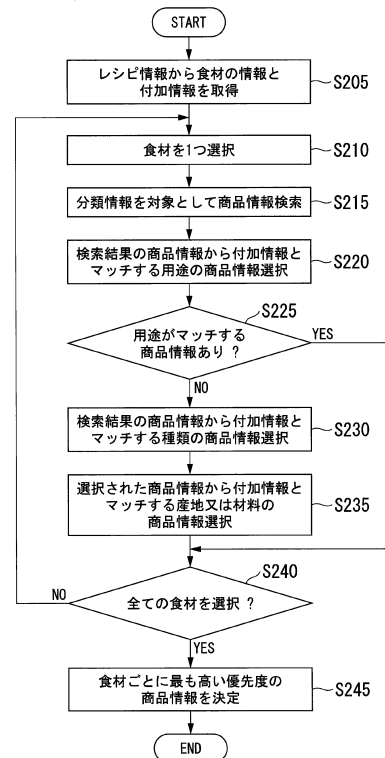 START
レシピ情報から食材の情報と
付加情報を取得
S205
食材を1つ選択
S210
分類情報を対象として商品情報検索
S215
検索結果の商品情報から付加情報と
マッチする用途の商品情報選択
S220
S225
用途がマッチする
商品情報あり ?
YES
NO
検索結果の商品情報から付加情報と
マッチする種類の商品情報選択
S230
選択された商品情報から付加情報と
マッチする産地又は材料の
商品情報選択
S235
S240
NO
全ての食材を選択 ?
YES
食材ごとに最も高い優先度の
商品情報を決定
S245
END